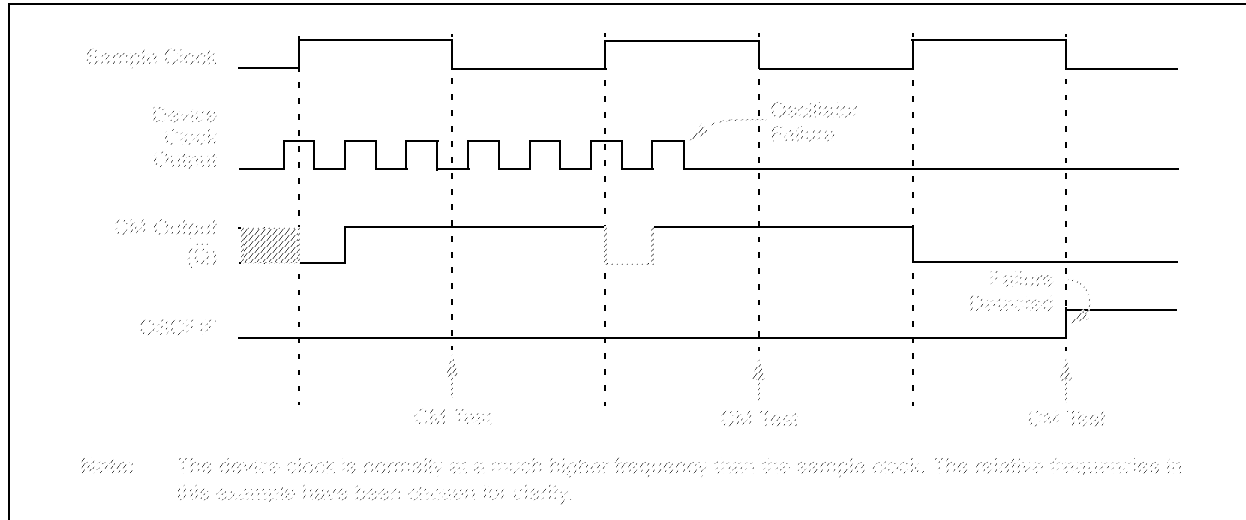 Sample Clock
Device
Clock
Output
Oscillator
Failure
CM Output
(Q)
Failure
Detected
OSCFIF
CM Test
CM Test
CM Test
Note: The device clock is normally at a much higher frequency than the sample clock. The relative frequencies in
this example have been chosen for clarity.